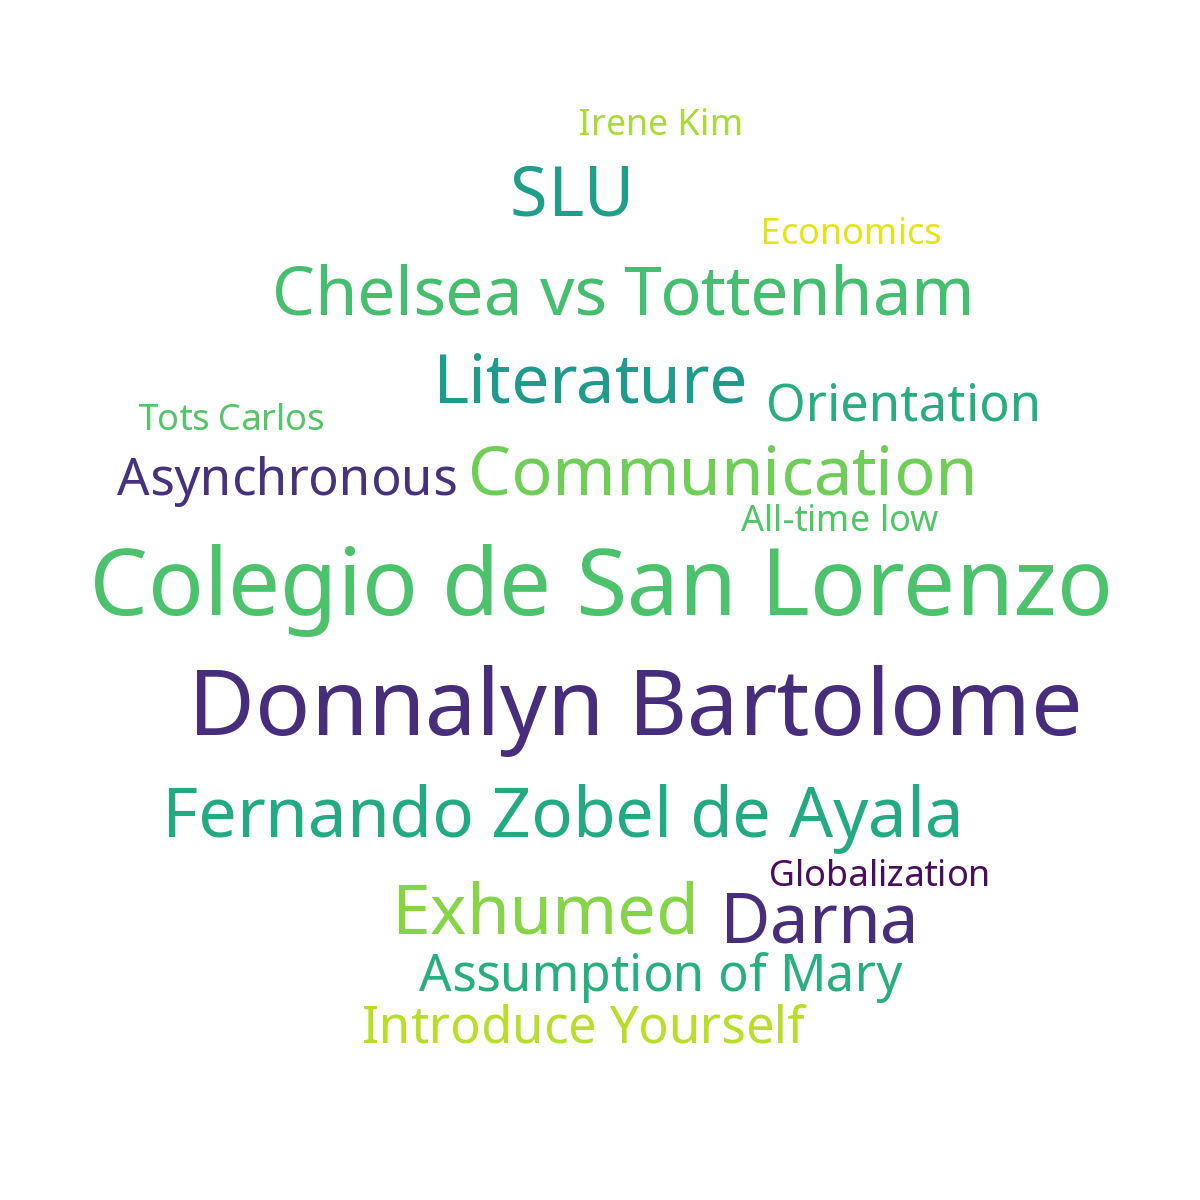 Irene Kim
SLU
Economics
Chelsea vs Tottenham
Literature
Orientation
Tots Carlos
Asynchronous
Communication
All-time low
Colegio de San Lorenzo
Donnalyn Bartolome
Fernando Zobel de Ayala
Globalization
Exhumed
Darna
Assumption of Mary
Introduce Yourself